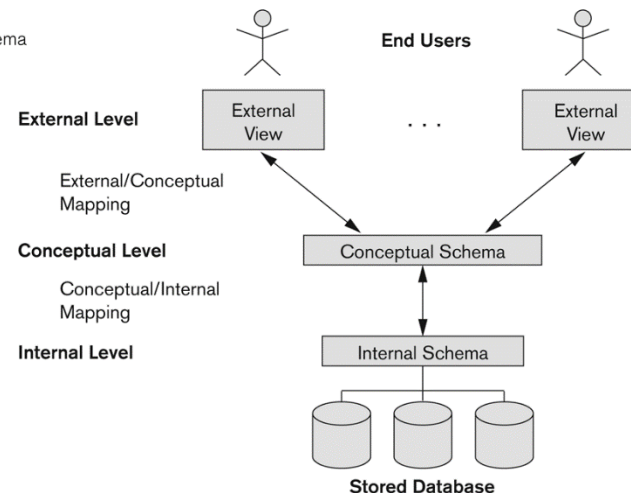 End Users
External Level
External
View
. . .
External
View
External/Conceptual
Mapping
Conceptual Level
Conceptual Schema
Conceptual/Internal
Mapping
Internal Level
Internal Schema
Stored Database